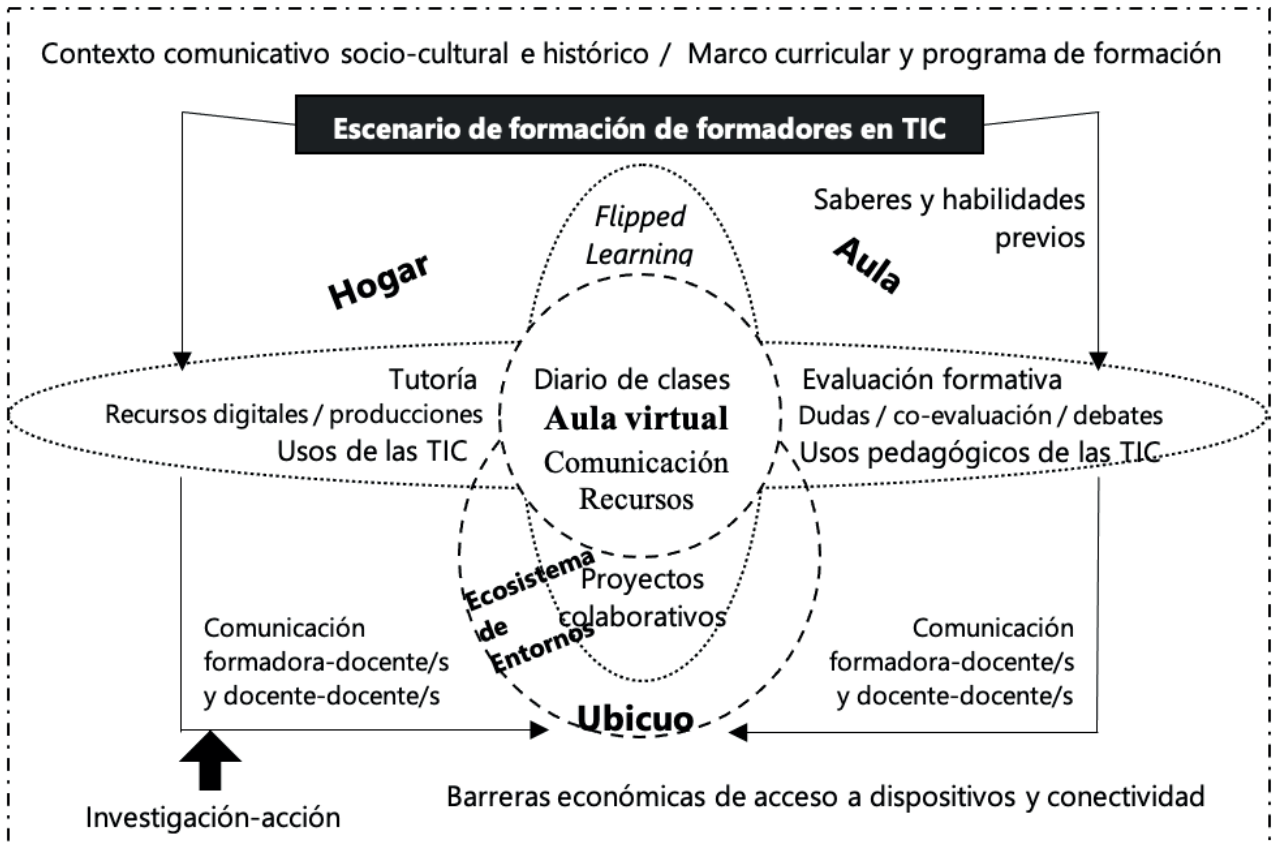 Contexto comunicativo socio-cultural e histórico / Marco curricular y programa de formación
Escenario de formación de formadores en TIC
Flipped
Learning
Saberes y habilidades
previos
Hogar
Aula
Tutoría
Recursos digitales / producciones
Usos de las TIC
Diario de clases
Aula virtual
Comunicación
Recursos
Evaluación formativa
Dudas / co-evaluación / debates
Usos pedagógicos de las TIC
Ecosistema
de
Entornos
Proyectos
colaborativos
Comunicación
formadora-docente/s
y docente-docente/s
Comunicación
formadora-docente/s
y docente-docente/s
Ubicuo
Barreras económicas de acceso a dispositivos y conectividad
Investigación-acción